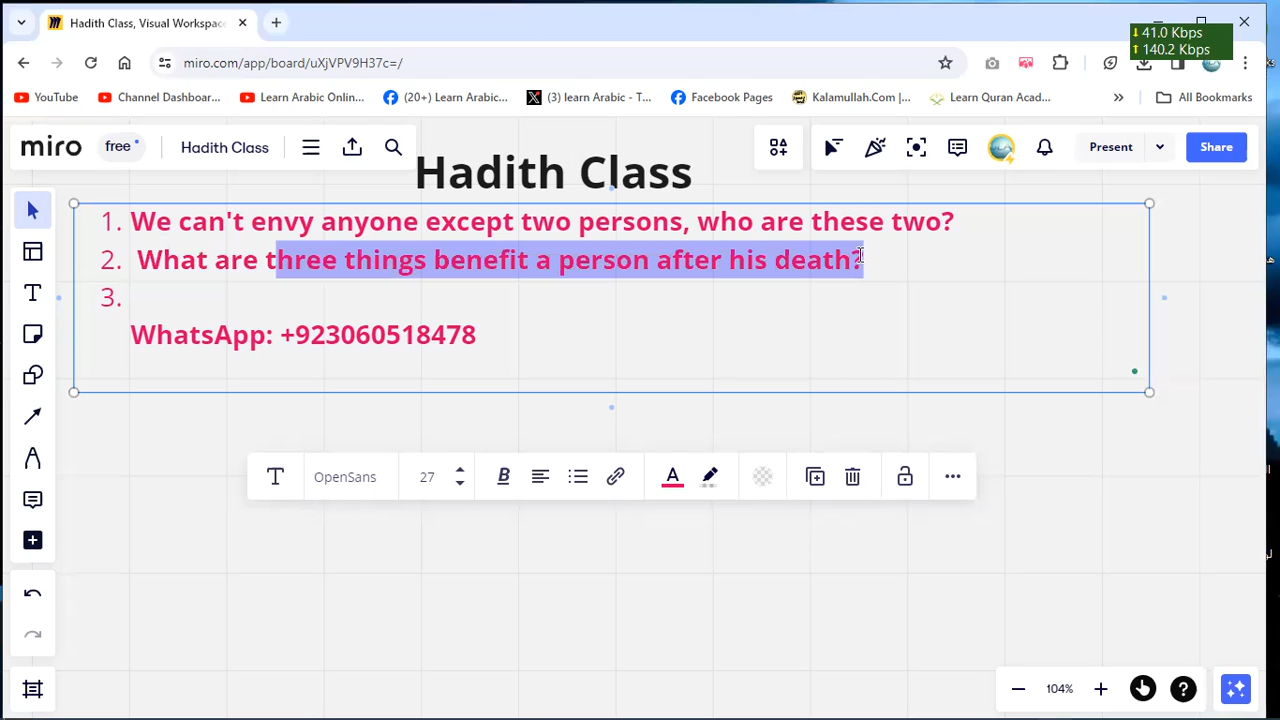 Hadith Class, Visual Workspac
41.0 Kbps
140.2 Kbps
miro.com/app/board/uXjVPV9H37c=/
YouTube
Channel Dashboar...
Learn Arabic Onlin...
(20+) Learn Arabic...
(3) learn Arabic - T...
Facebook Pages
Kalamullah.Com |...
Learn Quran Acad...
All Bookmarks
miro
free
Hadith Class
Present
Share
Hadith Class
1. We can't envy anyone except two persons, who are these two?
2. What are three things benefit a person after his death?
3.
WhatsApp: +923060518478
OpenSans
27
104%